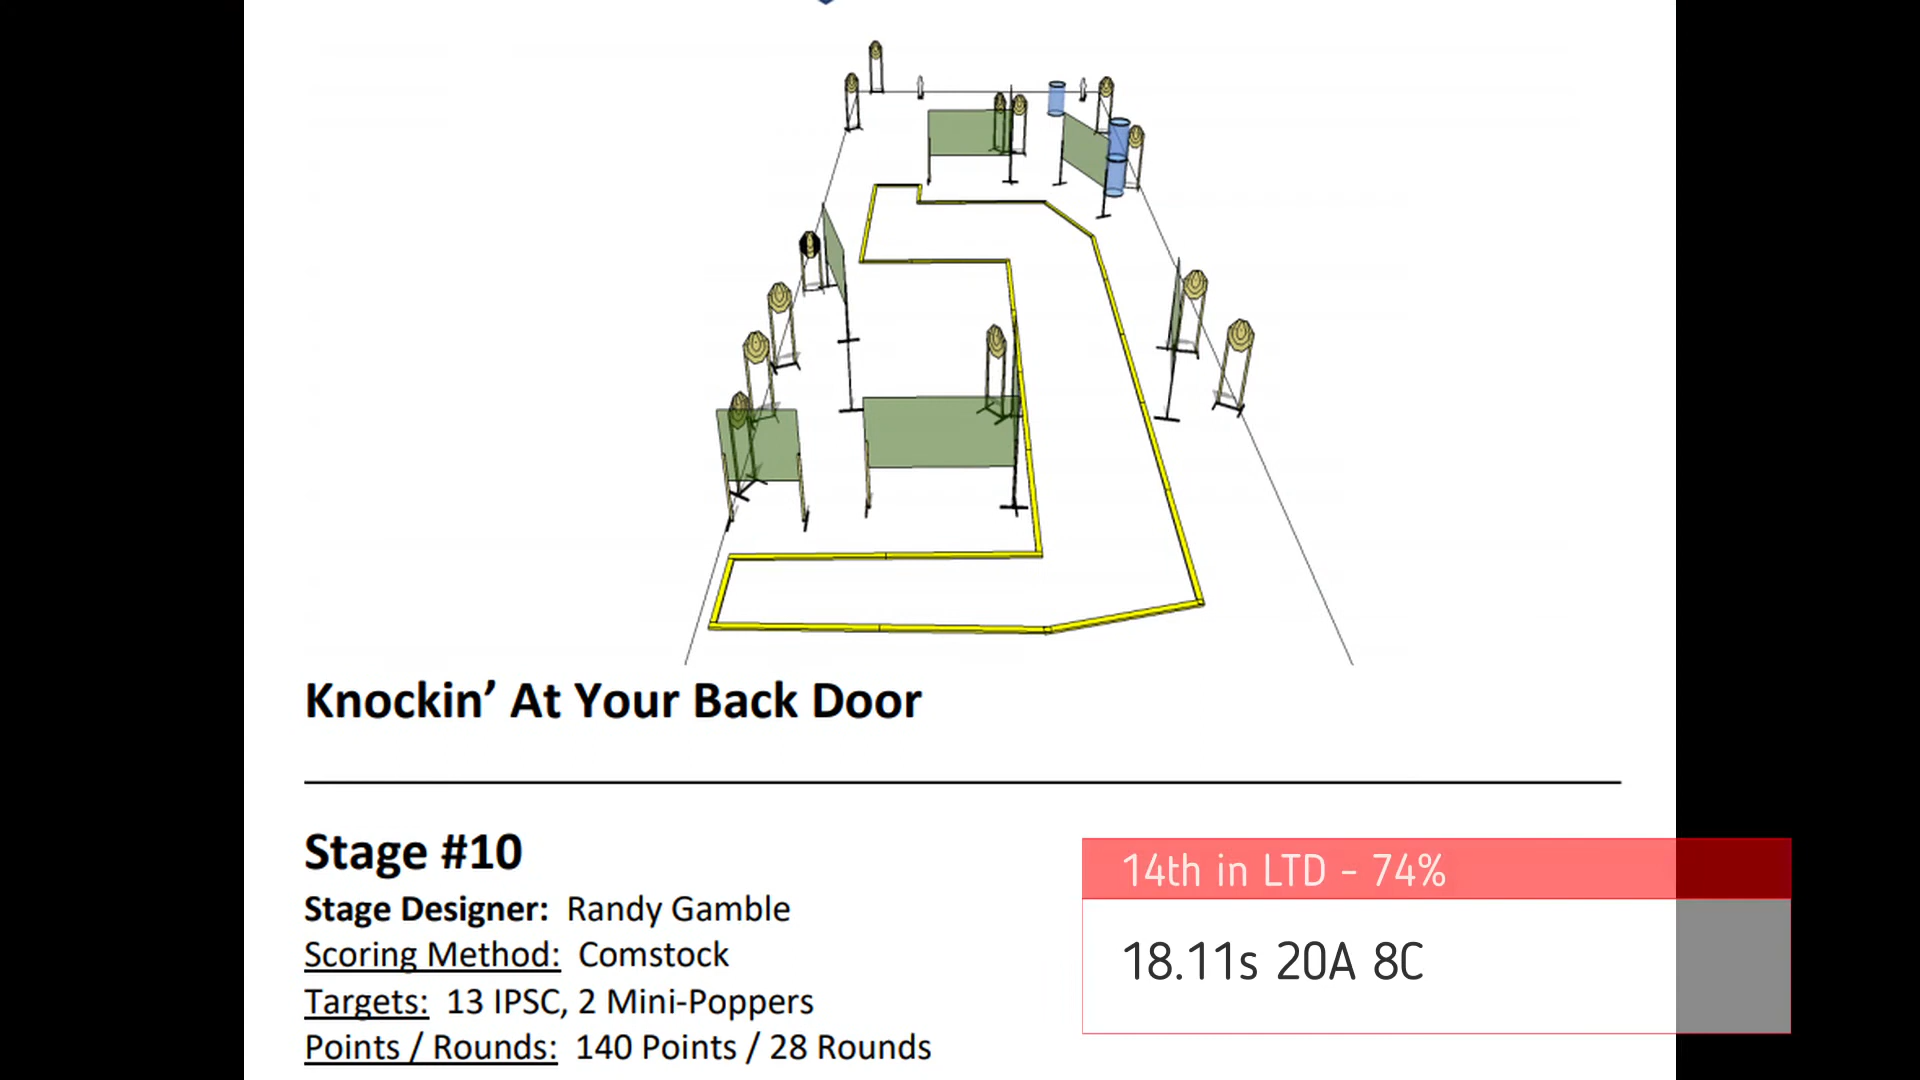 Knockin’ At Your Back Door
Stage #10
Stage Designer: Randy Gamble
Scoring Method: Comstock
Targets: 13 IPSC, 2 Mini-Poppers
Points / Rounds: 140 Points / 28 Rounds
14th in LTD - 74%
18.11s 20A 8C